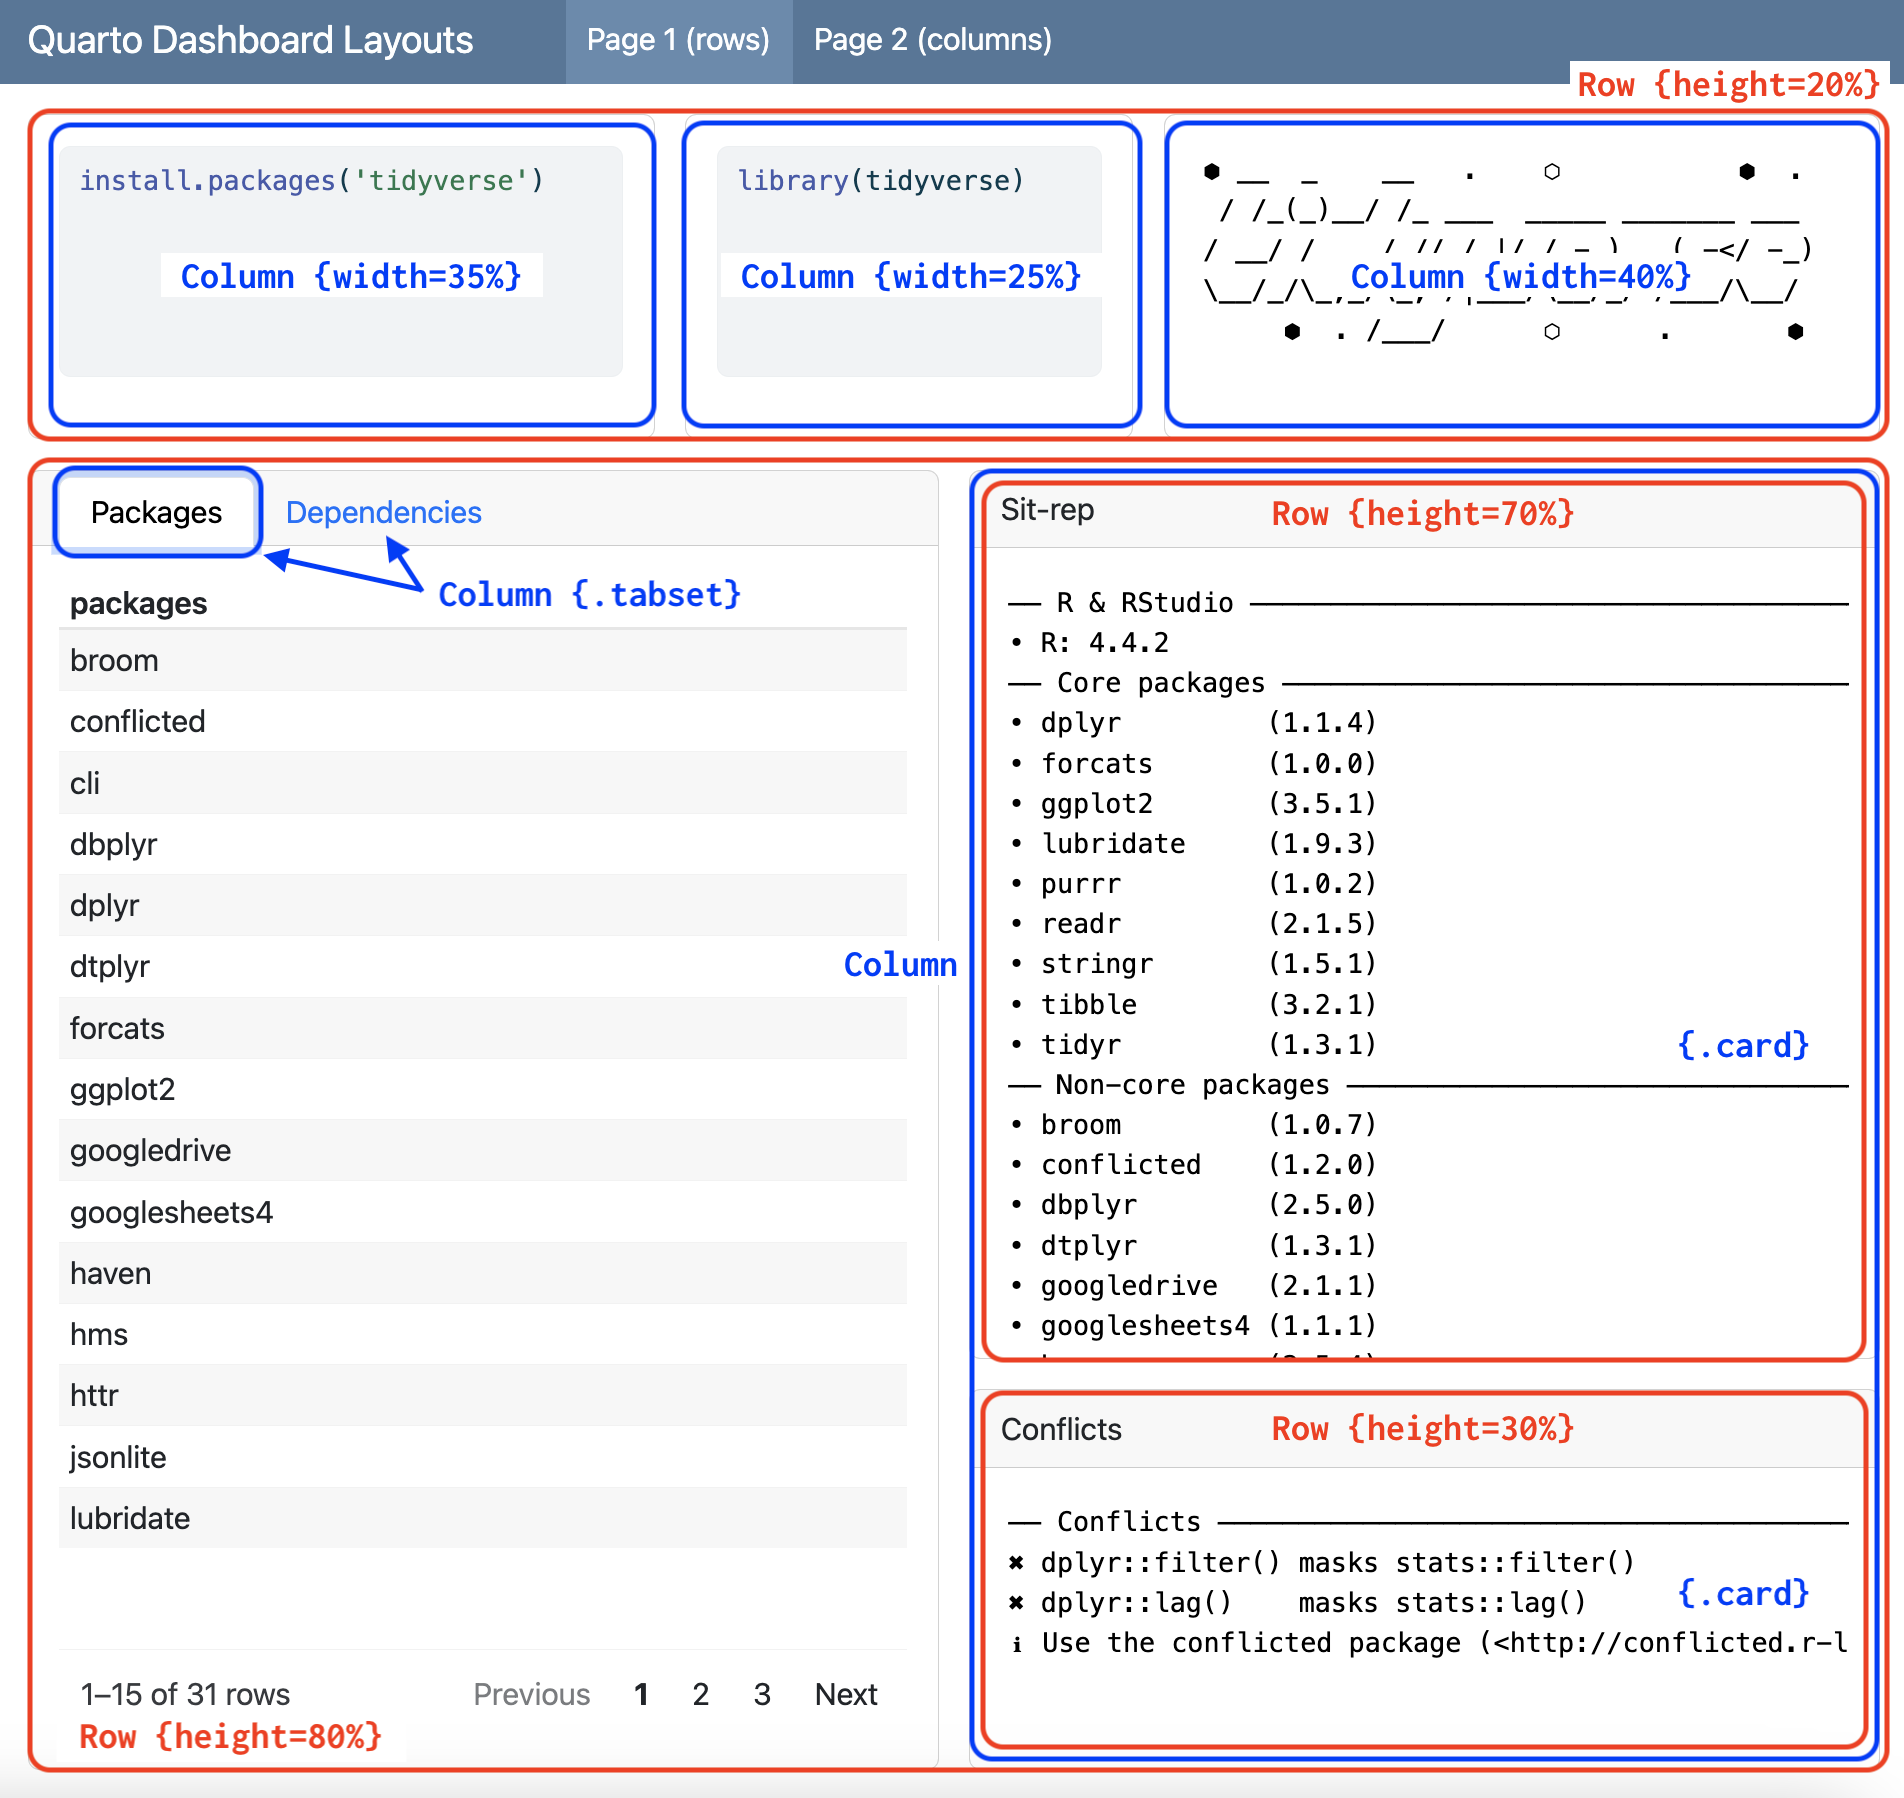 Quarto Dashboard Layouts
Page 1 (rows)
Page 2 (columns)
Row {height=20%}
install.packages('tidyverse')
Column {width=35%}
library(tidyverse)
Column {width=25%}
Column {width=40%}
Packages
Dependencies
Column {.tabset}
packages
broom
conflicted
cli
dbplyr
dplyr
dtplyr
forcats
ggplot2
googledrive
googlesheets4
haven
hms
httr
jsonlite
lubridate
1–15 of 31 rows
Previous 1 2 3 Next
Row {height=80%}
Column
Sit-rep
Row {height=70%}
── R & RStudio ──
• R: 4.4.2
── Core packages ──
• dplyr (1.1.4)
• forcats (1.0.0)
• ggplot2 (3.5.1)
• lubridate (1.9.3)
• purrr (1.0.2)
• readr (2.1.5)
• stringr (1.5.1)
• tibble (3.2.1)
• tidyr (1.3.1)
{.card}
── Non-core packages ──
• broom (1.0.7)
• conflicted (1.2.0)
• dbplyr (2.5.0)
• dtplyr (1.3.1)
• googledrive (2.1.1)
• googlesheets4 (1.1.1)
Conflicts
Row {height=30%}
── Conflicts ──
✖ dplyr::filter() masks stats::filter()
✖ dplyr::lag() masks stats::lag()
{.card}
ℹ Use the conflicted package (<http://conflicted.r-l